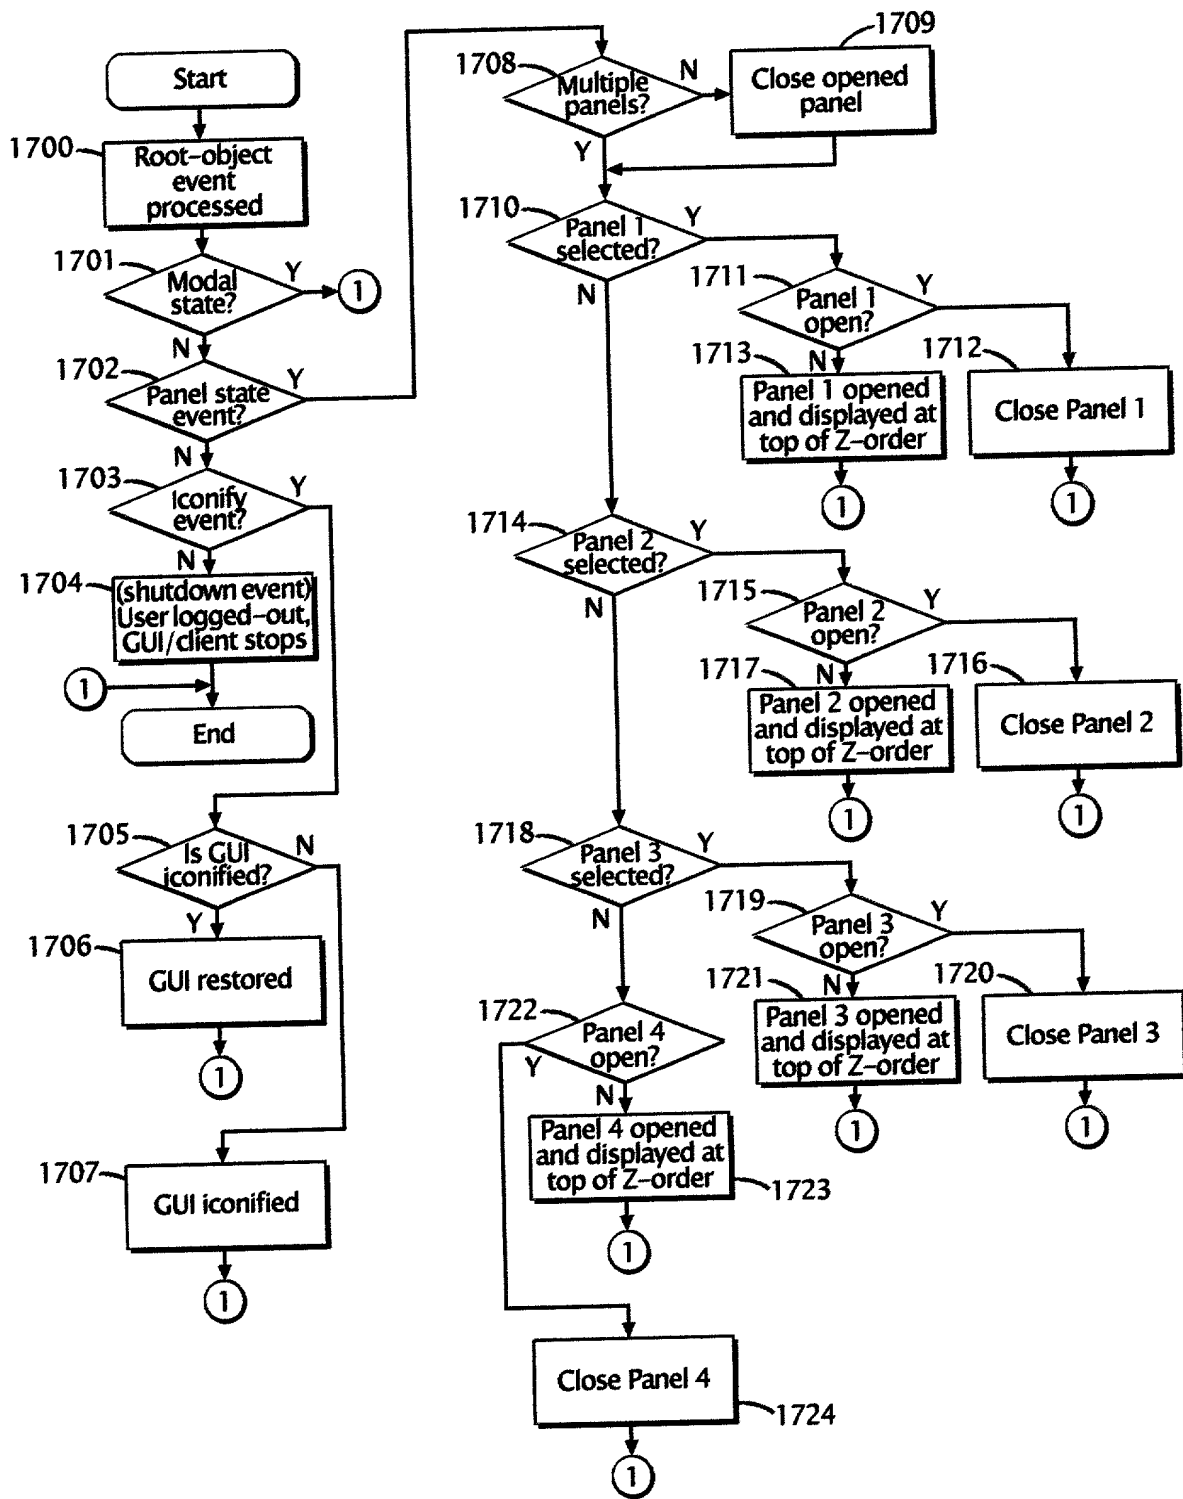 Start
1700
Root-object
event
processed
1701
Modal
state?
Y
1
N
1702
Panel state
event?
Y
N
1703
Iconify
event?
Y
N
1704
(shutdown event)
User logged-out,
GUI/client stops
1
End
1705
Is GUI
iconified?
N
Y
1706
GUI restored
1
1707
GUI iconified
1
1708
Multiple
panels?
N
Y
1709
Close opened
panel
1710
Panel 1
selected?
Y
N
1711
Panel 1
open?
Y
N
1713
Panel 1 opened
and displayed at
top of Z-order
1
1712
Close Panel 1
1
1714
Panel 2
selected?
Y
N
1715
Panel 2
open?
Y
N
1717
Panel 2 opened
and displayed at
top of Z-order
1
1716
Close Panel 2
1
1718
Panel 3
selected?
Y
N
1719
Panel 3
open?
Y
N
1721
Panel 3 opened
and displayed at
top of Z-order
1
1720
Close Panel 3
1
1722
Panel 4
open?
Y
N
Panel 4 opened
and displayed at
top of Z-order
1723
1
Close Panel 4
1724
1